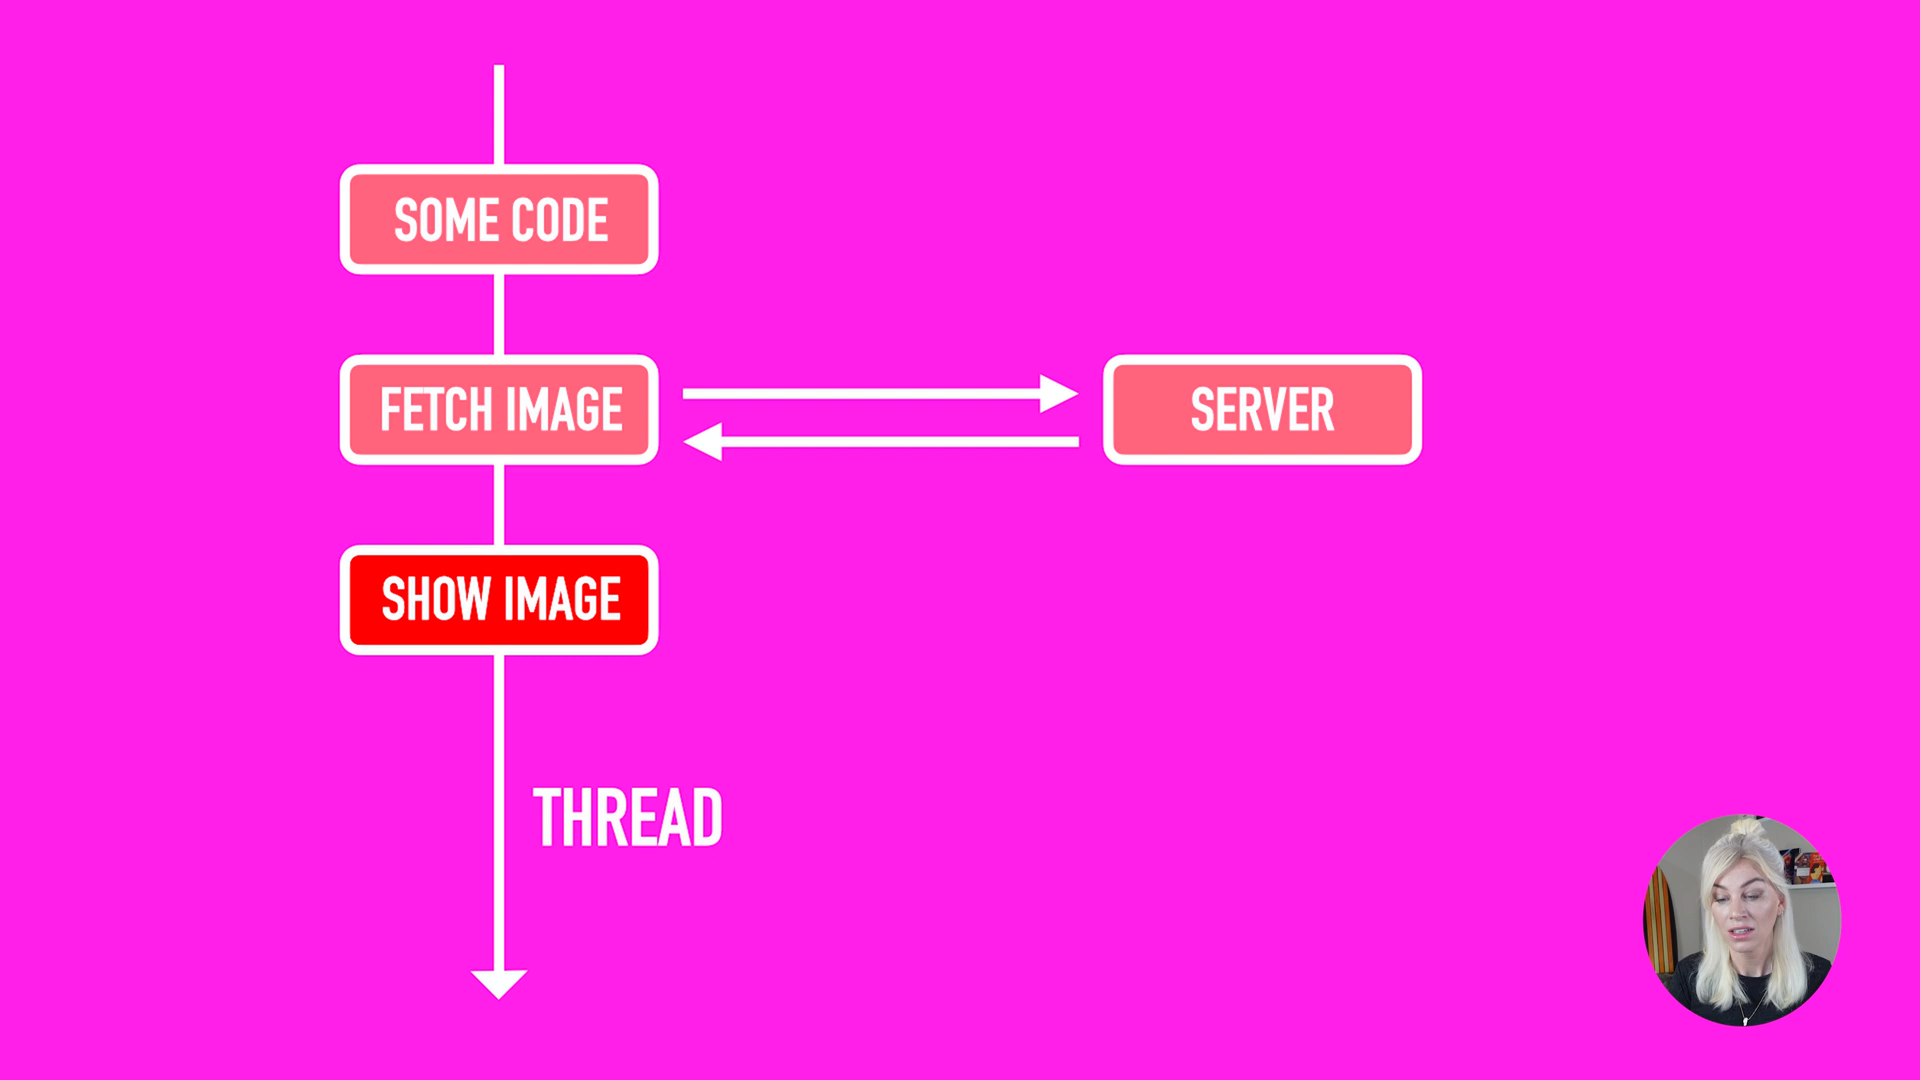 SOME CODE
FETCH IMAGE
SERVER
SHOW IMAGE
THREAD